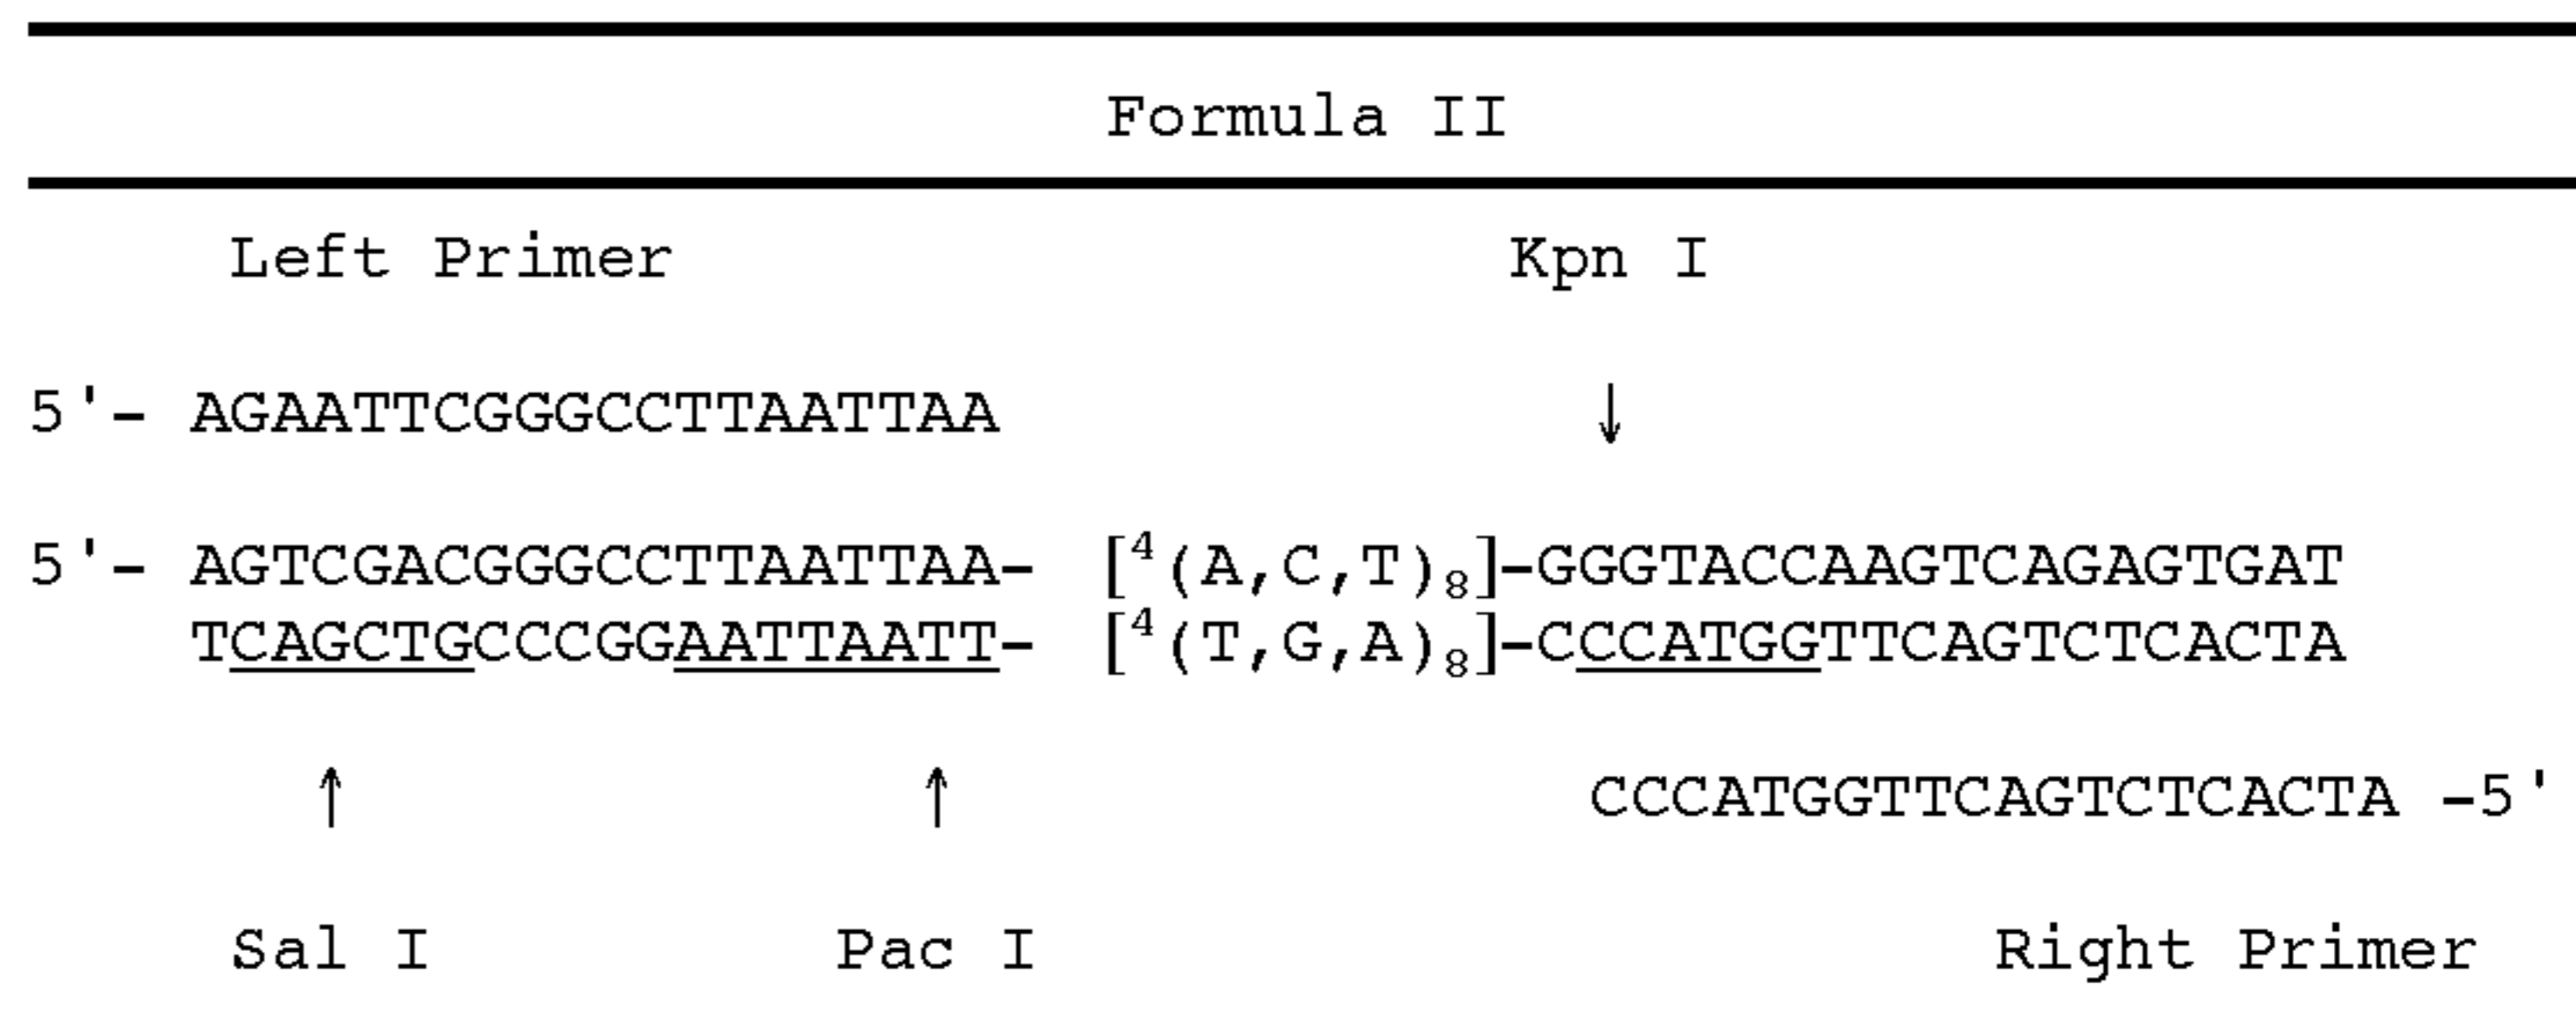 Formula II
Left Primer Kpn I
5'- AGAATTCGGGCCTTAATTAA ↓
5'- AGTCGACGGGCCTTAATTAA- [⁴(A,C,T)₈]-GGGTACCAAGTCAGAGTGAT
TCAGCTGCCCGGAATTAATT- [⁴(T,G,A)₈]-CCCATGGTTCAGTCTCACTA
↑ ↑ CCCATGGTTCAGTCTCACTA -5'
Sal I Pac I Right Primer